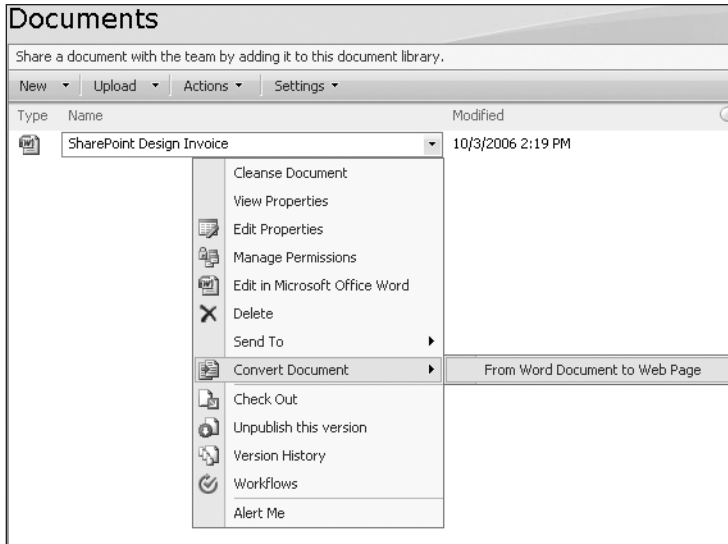 Documents
Share a document with the team by adding it to this document library.
New Upload Actions Settings
Type Name Modified
SharePoint Design Invoice 10/3/2006 2:19 PM
Cleanse Document
View Properties
Edit Properties
Manage Permissions
Edit in Microsoft Office Word
Delete
Send To
Convert Document From Word Document to Web Page
Check Out
Unpublish this version
Version History
Workflows
Alert Me